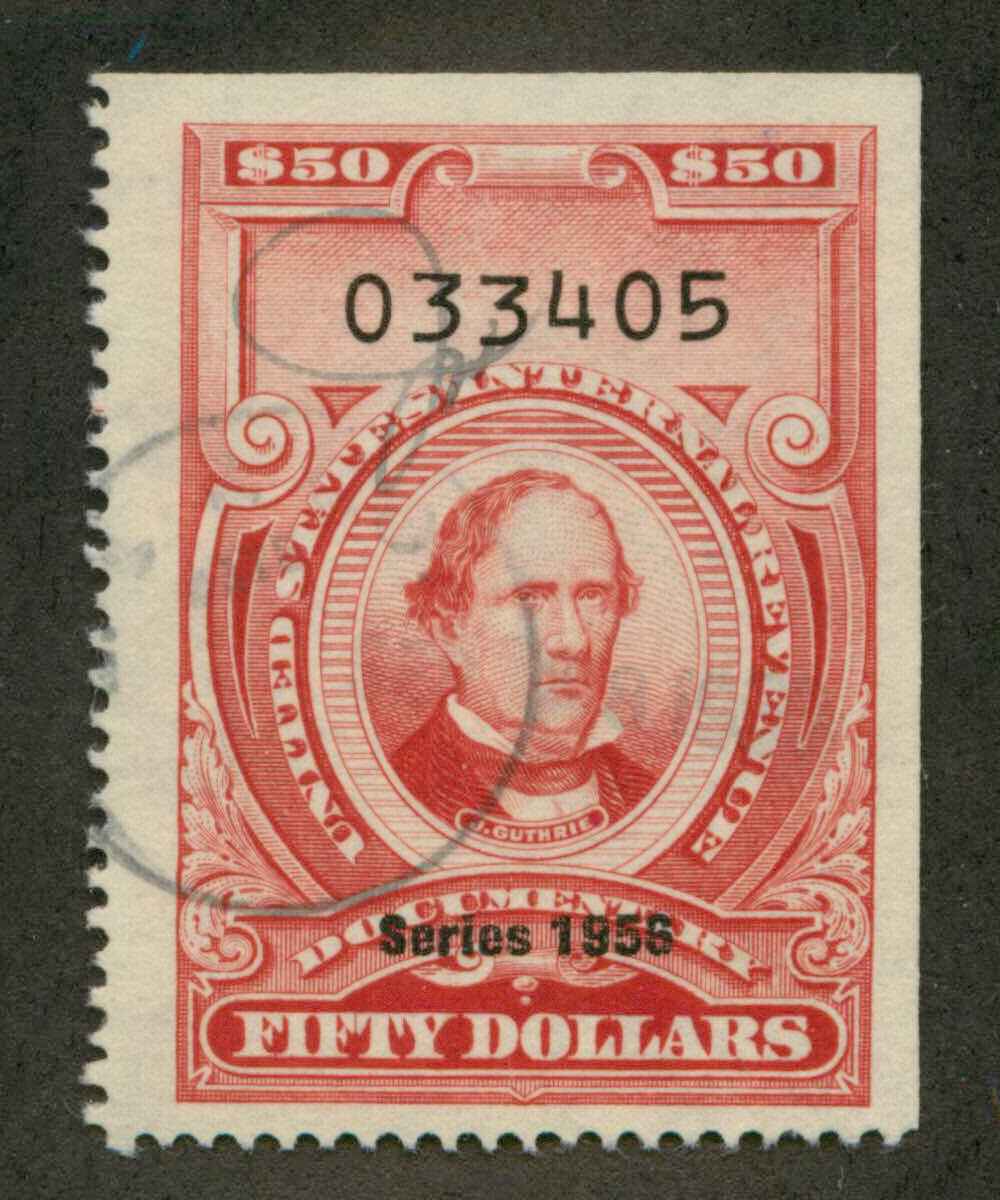 $50 $50
033405
UNITED STATES INTERNAL REVENUE
J. GUTHRIE
DOCUMENTARY
Series 1956
FIFTY DOLLARS